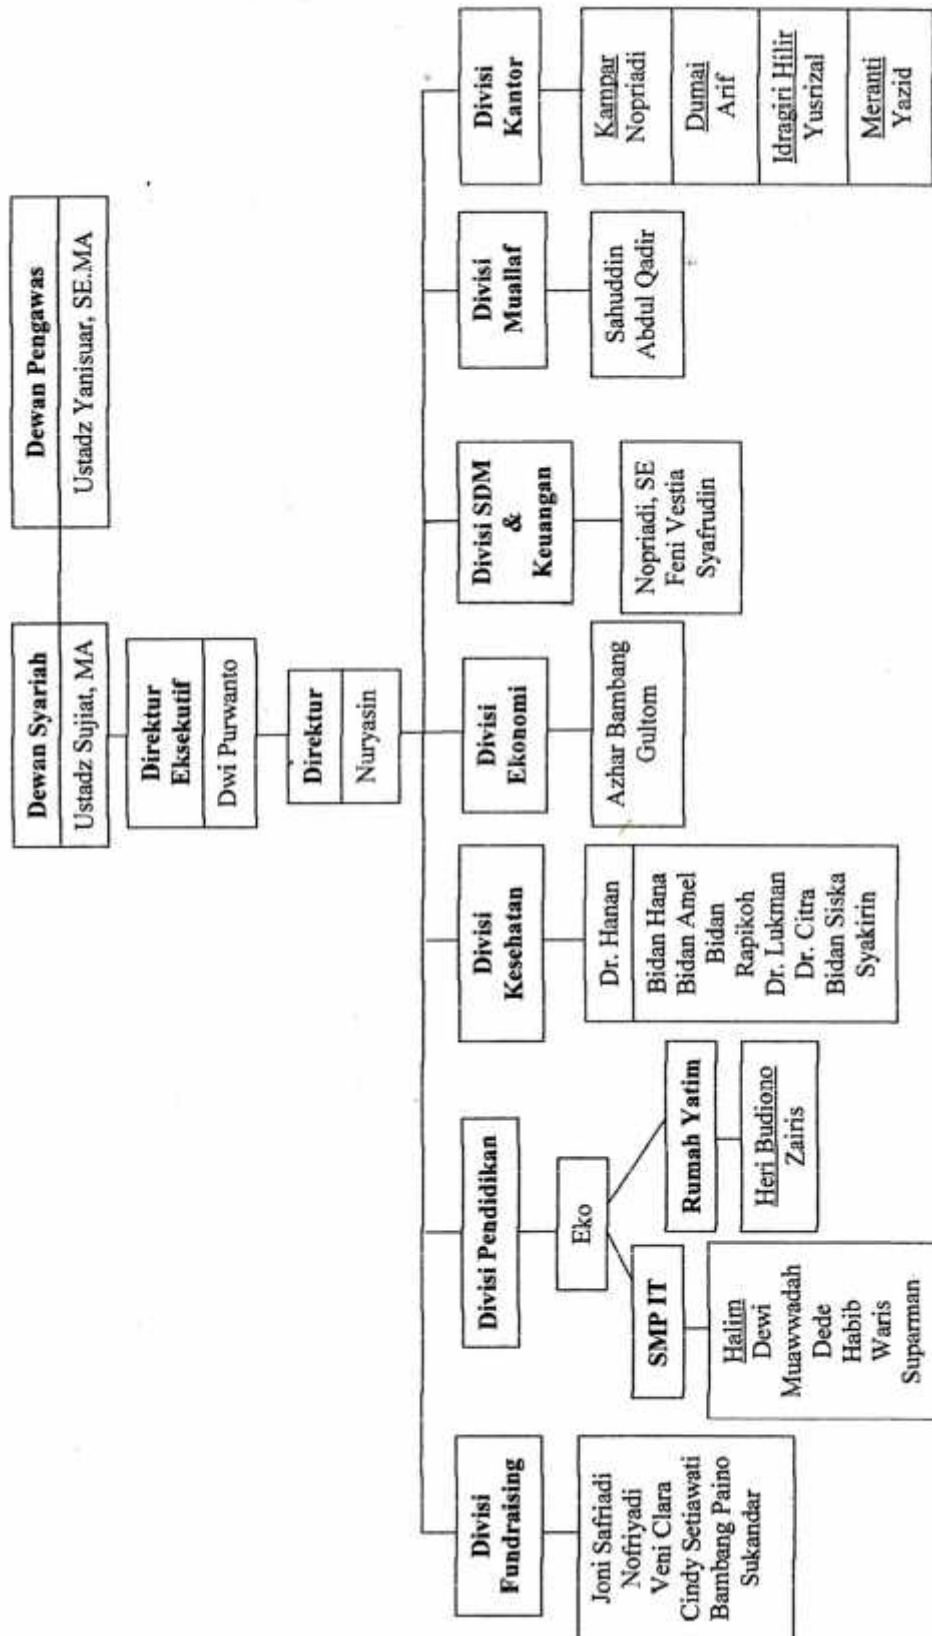 Dewan Syariah
Ustadz Sujiat, MA
Dewan Pengawas
Ustadz Yanisuar, SE.MA
Direktur
Eksekutif
Dwi Purwanto
Direktur
Nuryasin
Divisi
Fundraising
Joni Safriadi
Nofriyadi
Veni Clara
Cindy Setiawati
Bambang Paino
Sukandar
Divisi Pendidikan
Eko
SMP IT
Halim
Dewi
Muawwadah
Dede
Habib
Waris
Suparman
Rumah Yatim
Heri Budiono
Zairis
Divisi
Kesehatan
Dr. Hanan
Bidan Hana
Bidan Amel
Bidan
Rapikoh
Dr. Lukman
Dr. Citra
Bidan Siska
Syakirin
Divisi
Ekonomi
Azhar Bambang
Gultom
Divisi SDM
&
Keuangan
Nopriadi, SE
Feni Vestia
Syafrudin
Divisi
Muallaf
Sahuddin
Abdul Qadir
Divisi
Kantor
Kampar
Nopriadi
Dumai
Arif
Idragiri Hilir
Yusrizal
Meranti
Yazid